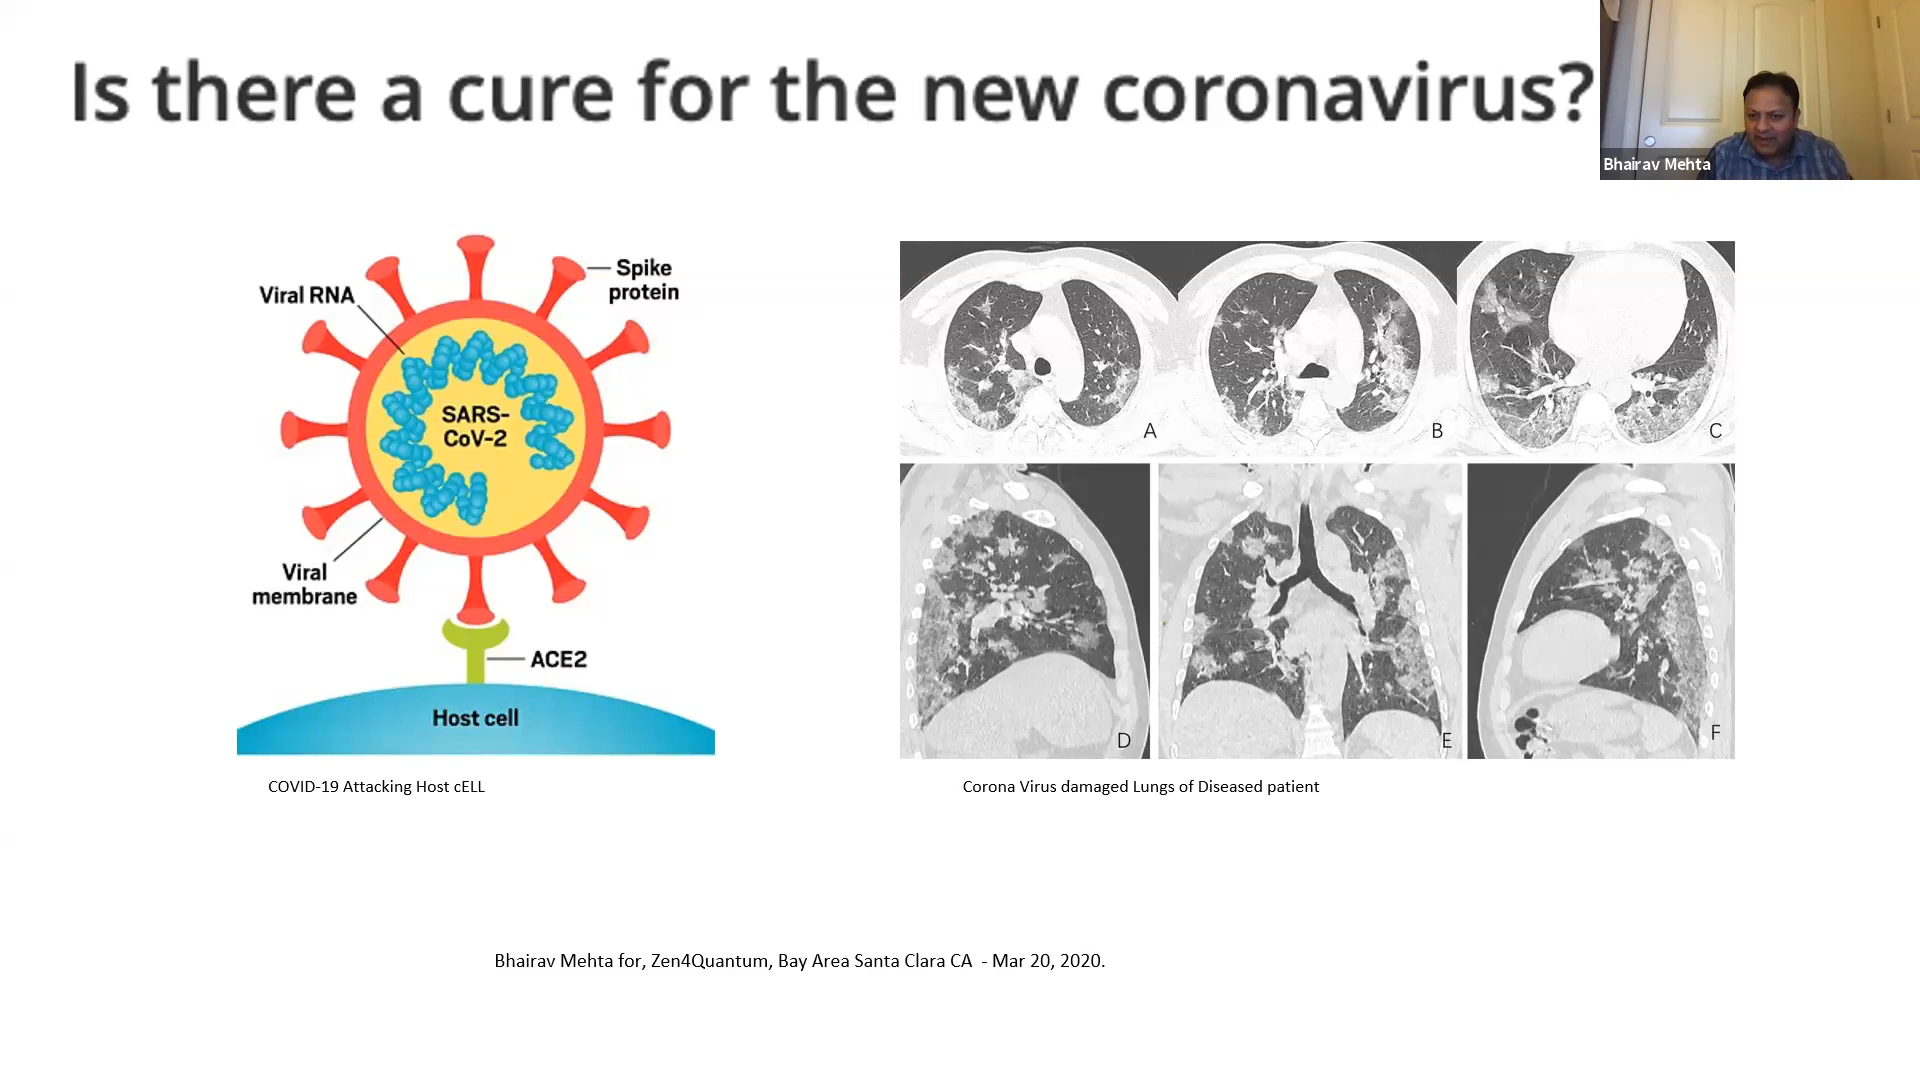 Is there a cure for the new coronavirus?
Bhairav Mehta
Viral RNA
Spike
protein
SARS-
CoV-2
Viral
membrane
ACE2
Host cell
COVID-19 Attacking Host cELL
A
B
C
D
E
F
Corona Virus damaged Lungs of Diseased patient
Bhairav Mehta for, Zen4Quantum, Bay Area Santa Clara CA - Mar 20, 2020.